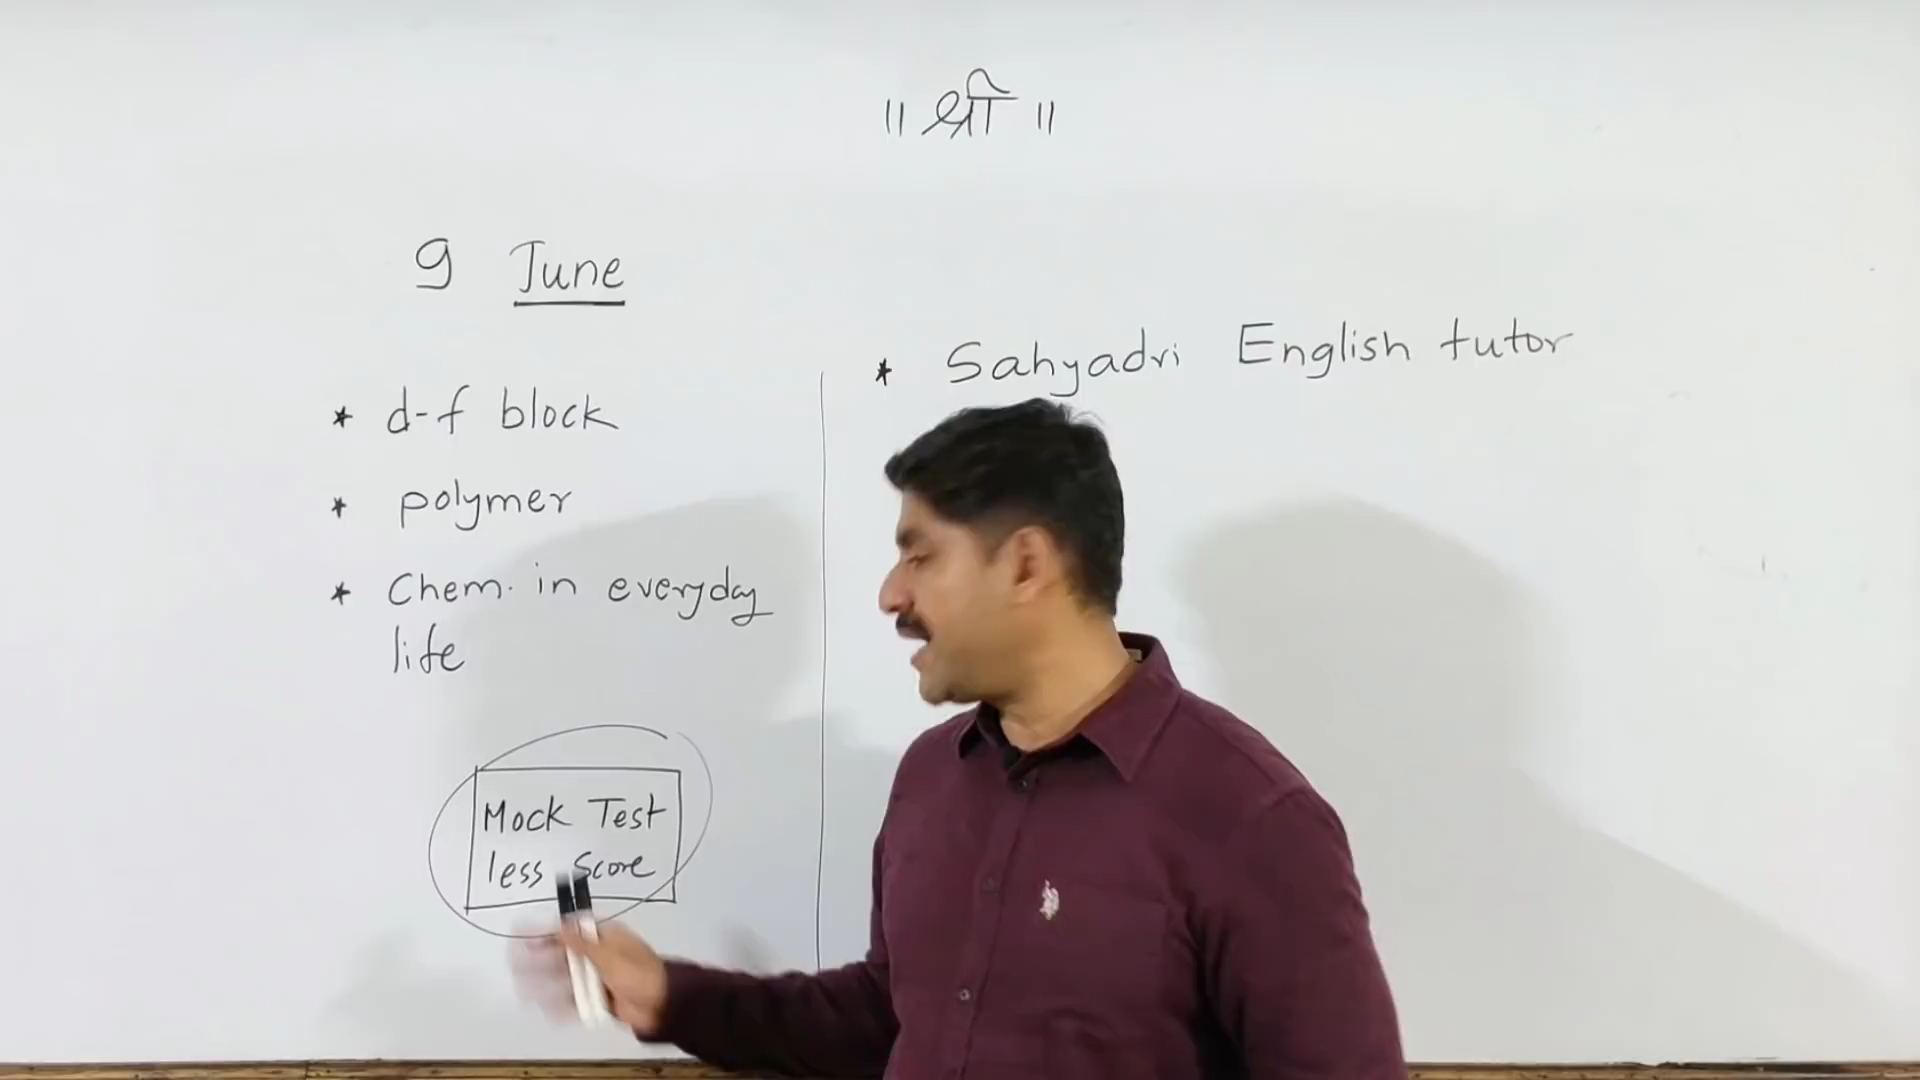 ॥ श्री ॥
9 June
* d-f block
* polymer
* Chem. in everyday
life
Mock Test
less Score
* Sahyadri English tutor